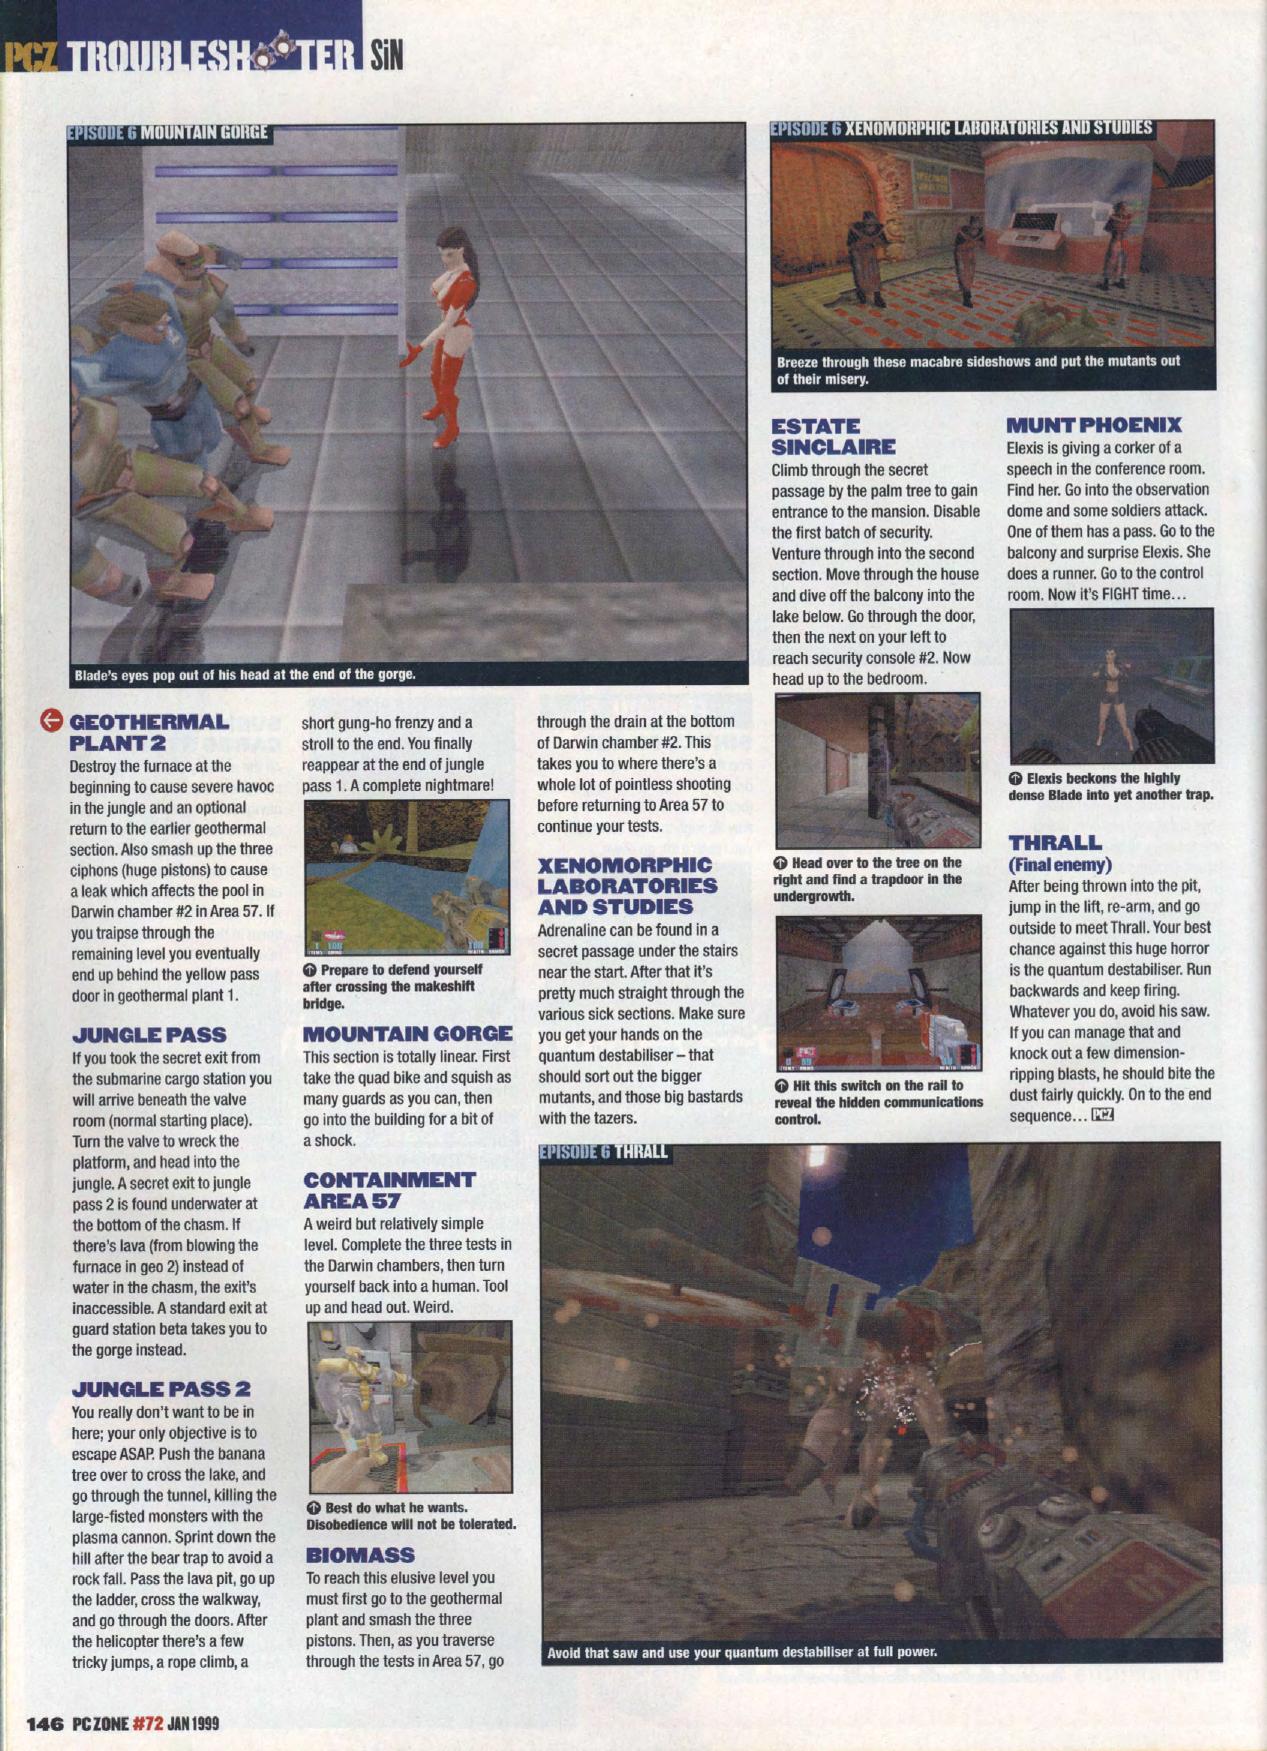 PCZ TROUBLESHOOTER SiN
EPISODE 6 MOUNTAIN GORGE
Blade's eyes pop out of his head at the end of the gorge.
EPISODE 6 XENOMORPHIC LABORATORIES AND STUDIES
Breeze through these macabre sideshows and put the mutants out
of their misery.
GEOTHERMAL
PLANT 2
Destroy the furnace at the
beginning to cause severe havoc
in the jungle and an optional
return to the earlier geothermal
section. Also smash up the three
ciphons (huge pistons) to cause
a leak which affects the pool in
Darwin chamber #2 in Area 57. If
you traipse through the
remaining level you eventually
end up behind the yellow pass
door in geothermal plant 1.
JUNGLE PASS
If you took the secret exit from
the submarine cargo station you
will arrive beneath the valve
room (normal starting place).
Turn the valve to wreck the
platform, and head into the
jungle. A secret exit to jungle
pass 2 is found underwater at
the bottom of the chasm. If
there's lava (from blowing the
furnace in geo 2) instead of
water in the chasm, the exit's
inaccessible. A standard exit at
guard station beta takes you to
the gorge instead.
JUNGLE PASS 2
You really don't want to be in
here; your only objective is to
escape ASAP. Push the banana
tree over to cross the lake, and
go through the tunnel, killing the
large-fisted monsters with the
plasma cannon. Sprint down the
hill after the bear trap to avoid a
rock fall. Pass the lava pit, go up
the ladder, cross the walkway,
and go through the doors. After
the helicopter there's a few
tricky jumps, a rope climb, a
short gung-ho frenzy and a
stroll to the end. You finally
reappear at the end of jungle
pass 1. A complete nightmare!
Prepare to defend yourself
after crossing the makeshift
bridge.
MOUNTAIN GORGE
This section is totally linear. First
take the quad bike and squish as
many guards as you can, then
go into the building for a bit of
a shock.
CONTAINMENT
AREA 57
A weird but relatively simple
level. Complete the three tests in
the Darwin chambers, then turn
yourself back into a human. Tool
up and head out. Weird.
Best do what he wants.
Disobedience will not be tolerated.
BIOMASS
To reach this elusive level you
must first go to the geothermal
plant and smash the three
pistons. Then, as you traverse
through the tests in Area 57, go
through the drain at the bottom
of Darwin chamber #2. This
takes you to where there's a
whole lot of pointless shooting
before returning to Area 57 to
continue your tests.
XENOMORPHIC
LABORATORIES
AND STUDIES
Adrenaline can be found in a
secret passage under the stairs
near the start. After that it's
pretty much straight through the
various sick sections. Make sure
you get your hands on the
quantum destabiliser – that
should sort out the bigger
mutants, and those big bastards
with the tazers.
ESTATE
SINCLAIRE
Climb through the secret
passage by the palm tree to gain
entrance to the mansion. Disable
the first batch of security.
Venture through into the second
section. Move through the house
and dive off the balcony into the
lake below. Go through the door,
then the next on your left to
reach security console #2. Now
head up to the bedroom.
Head over to the tree on the
right and find a trapdoor in the
undergrowth.
Hit this switch on the rail to
reveal the hidden communications
control.
MUNT PHOENIX
Elexis is giving a corker of a
speech in the conference room.
Find her. Go into the observation
dome and some soldiers attack.
One of them has a pass. Go to the
balcony and surprise Elexis. She
does a runner. Go to the control
room. Now it's FIGHT time...
Elexis beckons the highly
dense Blade into yet another trap.
THRALL
(Final enemy)
After being thrown into the pit,
jump in the lift, re-arm, and go
outside to meet Thrall. Your best
chance against this huge horror
is the quantum destabiliser. Run
backwards and keep firing.
Whatever you do, avoid his saw.
If you can manage that and
knock out a few dimension-
ripping blasts, he should bite the
dust fairly quickly. On to the end
sequence... PCZ
EPISODE 6 THRALL
Avoid that saw and use your quantum destabiliser at full power.
146 PC ZONE #72 JAN 1999